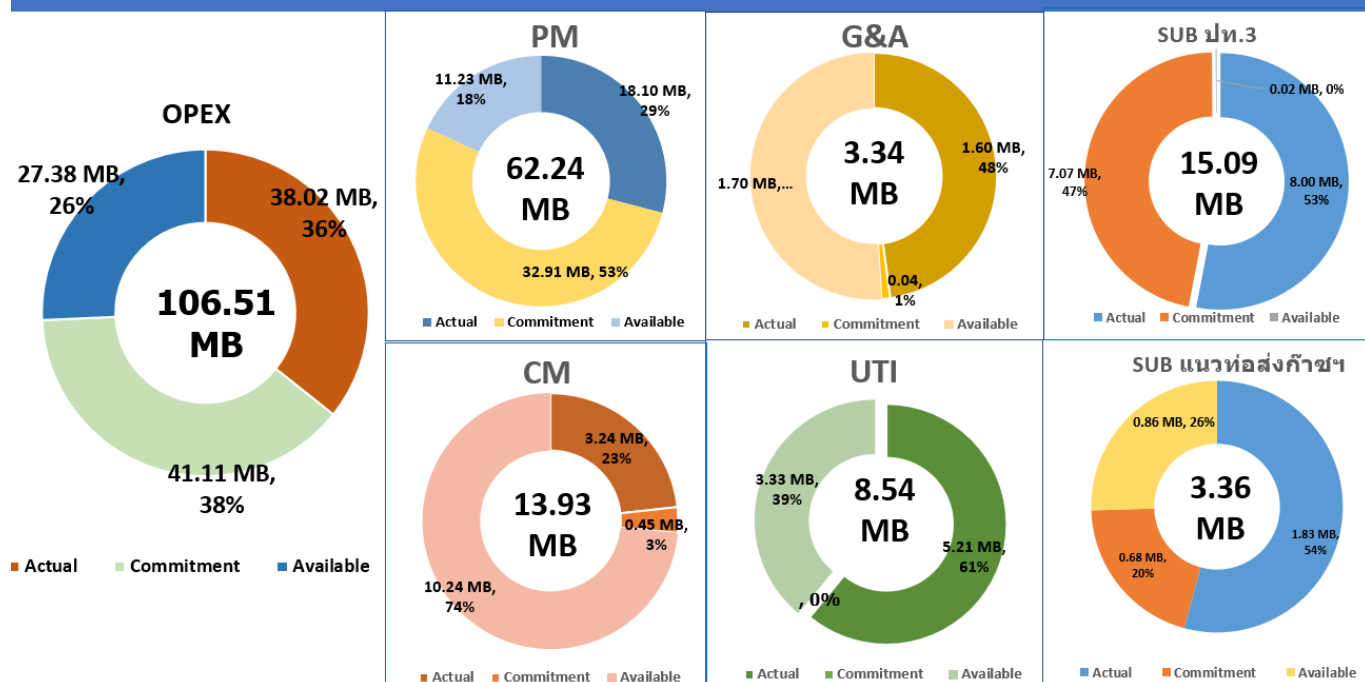 OPEX
27.38 MB,
26%
38.02 MB,
36%
106.51
MB
41.11 MB,
38%
Actual Commitment Available
PM
11.23 MB,
18%
18.10 MB,
29%
62.24
MB
32.91 MB, 53%
Actual Commitment Available
G&A
1.60 MB,
48%
3.34
MB
1.70 MB,...
0.04,
1%
Actual Commitment Available
SUB ปท.3
0.02 MB, 0%
7.07 MB,
47%
15.09
MB
8.00 MB,
53%
Actual Commitment Available
CM
3.24 MB,
23%
13.93
MB
0.45 MB,
3%
10.24 MB,
74%
Actual Commitment Available
UTI
3.33 MB,
39%
8.54
MB
5.21 MB,
61%
, 0%
Actual Commitment Available
SUB แนวท่อส่งก๊าซฯ
0.86 MB, 26%
3.36
MB
0.68 MB,
20%
1.83 MB,
54%
Actual Commitment Available